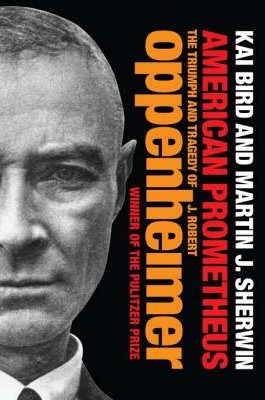 KAI BIRD AND MARTIN J. SHERWIN
AMERICAN PROMETHEUS
THE TRIUMPH AND TRAGEDY OF J. ROBERT
oppenheimer
WINNER OF THE PULITZER PRIZE